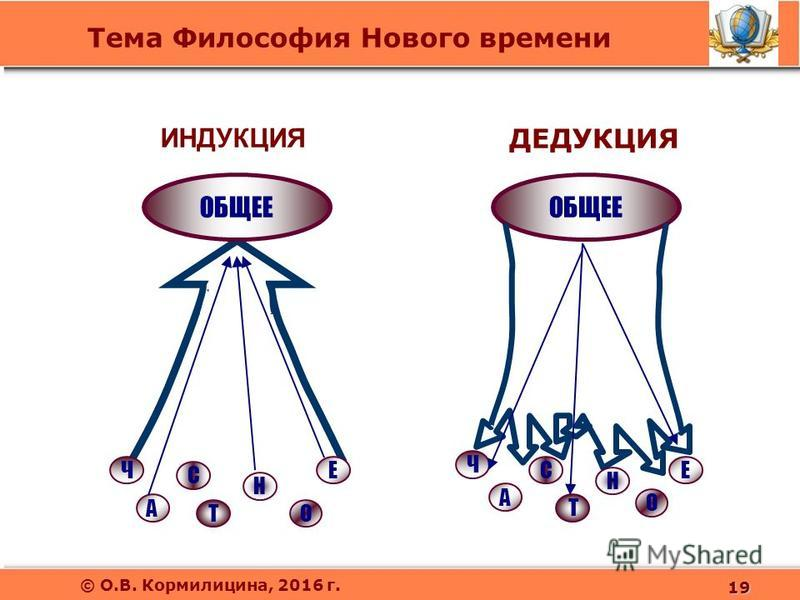 Тема Философия Нового времени
ИНДУКЦИЯ
ДЕДУКЦИЯ
ОБЩЕЕ
ОБЩЕЕ
Ч А С Т Н О Е
Ч А С Т Н О Е
MyShared
© О.В. Кормилицина, 2016 г.
19